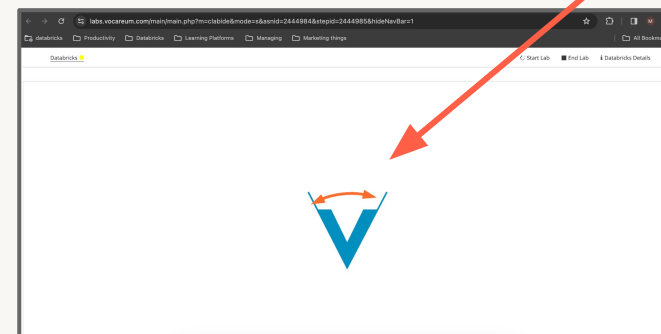 labs.vocareum.com/main/main.php?m=clabide&mode=s&asnid=2444984&stepid=2444985&hideNavBar=1
databricks Productivity Databricks Learning Platforms Managing Marketing things All Bookma
Databricks Start Lab End Lab i Databricks Details